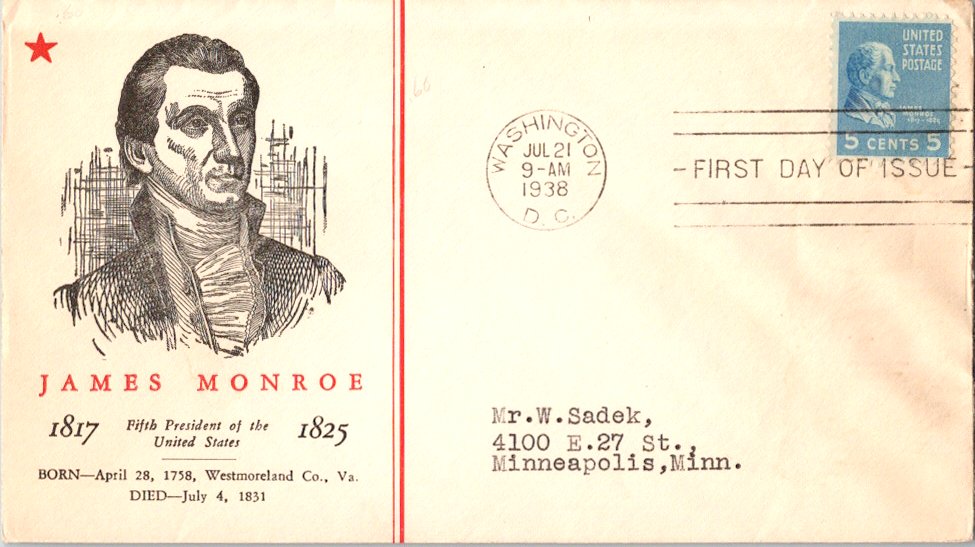 JAMES MONROE
1817 Fifth President of the United States 1825
BORN—April 28, 1758, Westmoreland Co., Va.
DIED—July 4, 1831
WASHINGTON
JUL 21
9-AM
1938
D. C.
UNITED
STATES
POSTAGE
JAMES
MONROE
5 CENTS 5
- FIRST DAY OF ISSUE -
Mr.W.Sadek,
4100 E.27 St.,
Minneapolis,Minn.